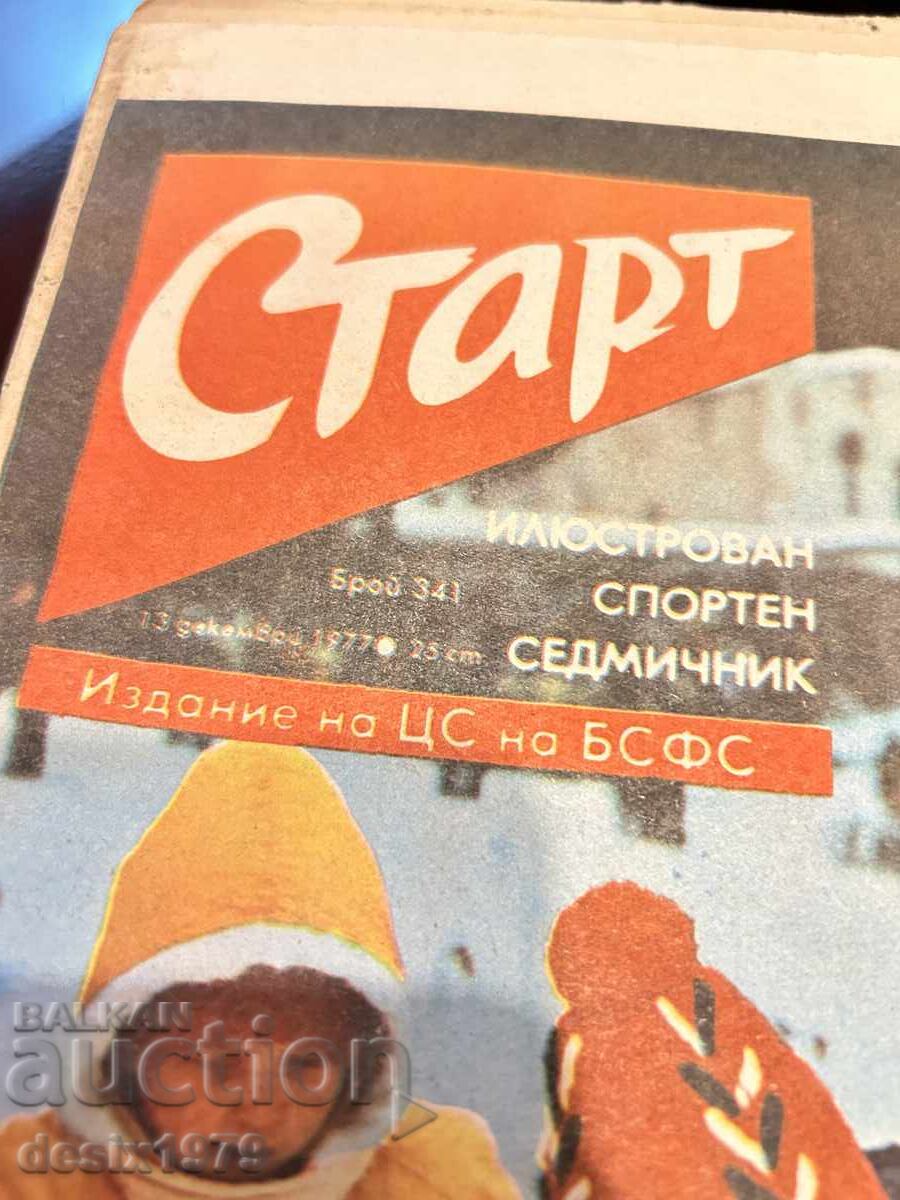 Старт
ИЛЮСТРОВАН
СПОРТЕН
СЕДМИЧНИК
Брой 341
13 декември 1977 ● 25 ст
Издание на ЦС на БСФС
BALKAN
auction
desix1979